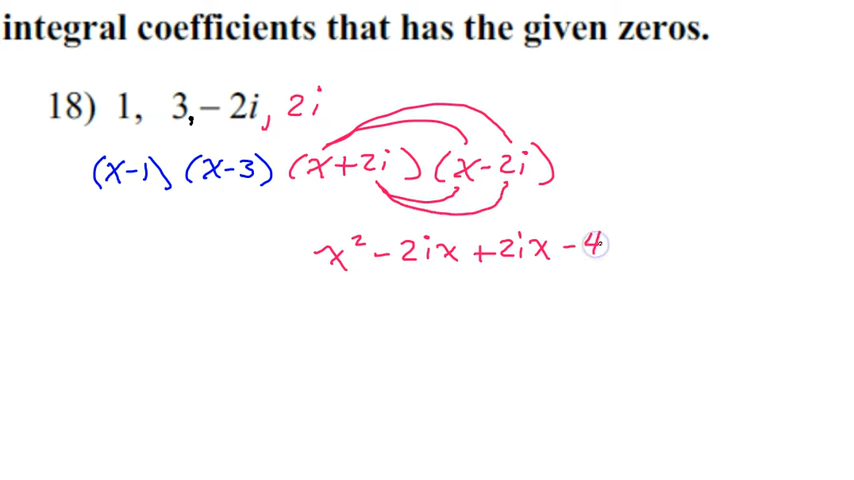 integral coefficients that has the given zeros.
18) 1, 3, – 2i, 2i
(x-1) (x-3) (x+2i) (x-2i)
x² - 2ix + 2ix - 4